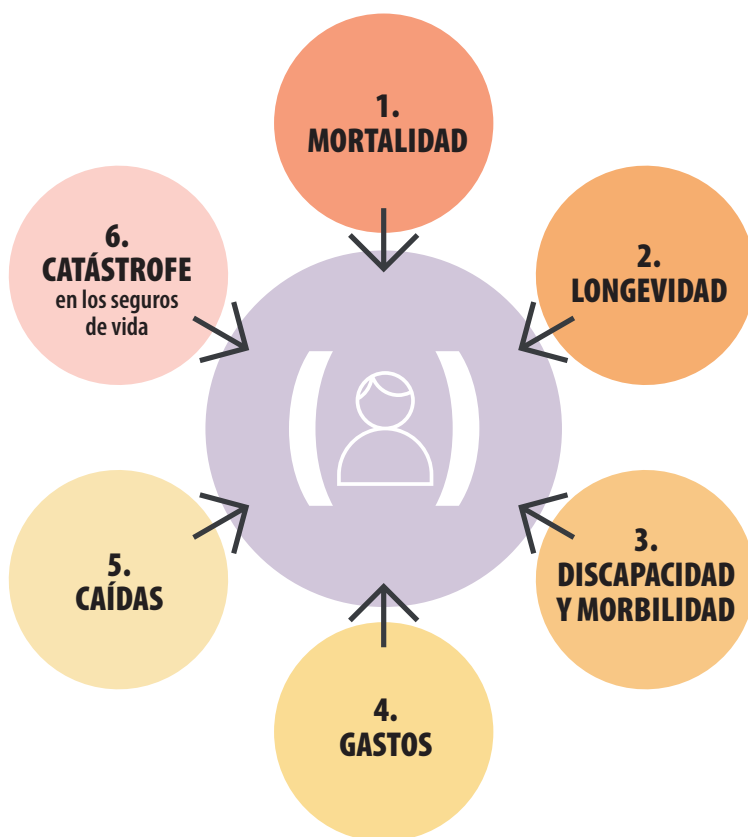 1.
MORTALIDAD
2.
LONGEVIDAD
3.
DISCAPACIDAD
Y MORBILIDAD
4.
GASTOS
5.
CAÍDAS
6.
CATÁSTROFE
en los seguros
de vida